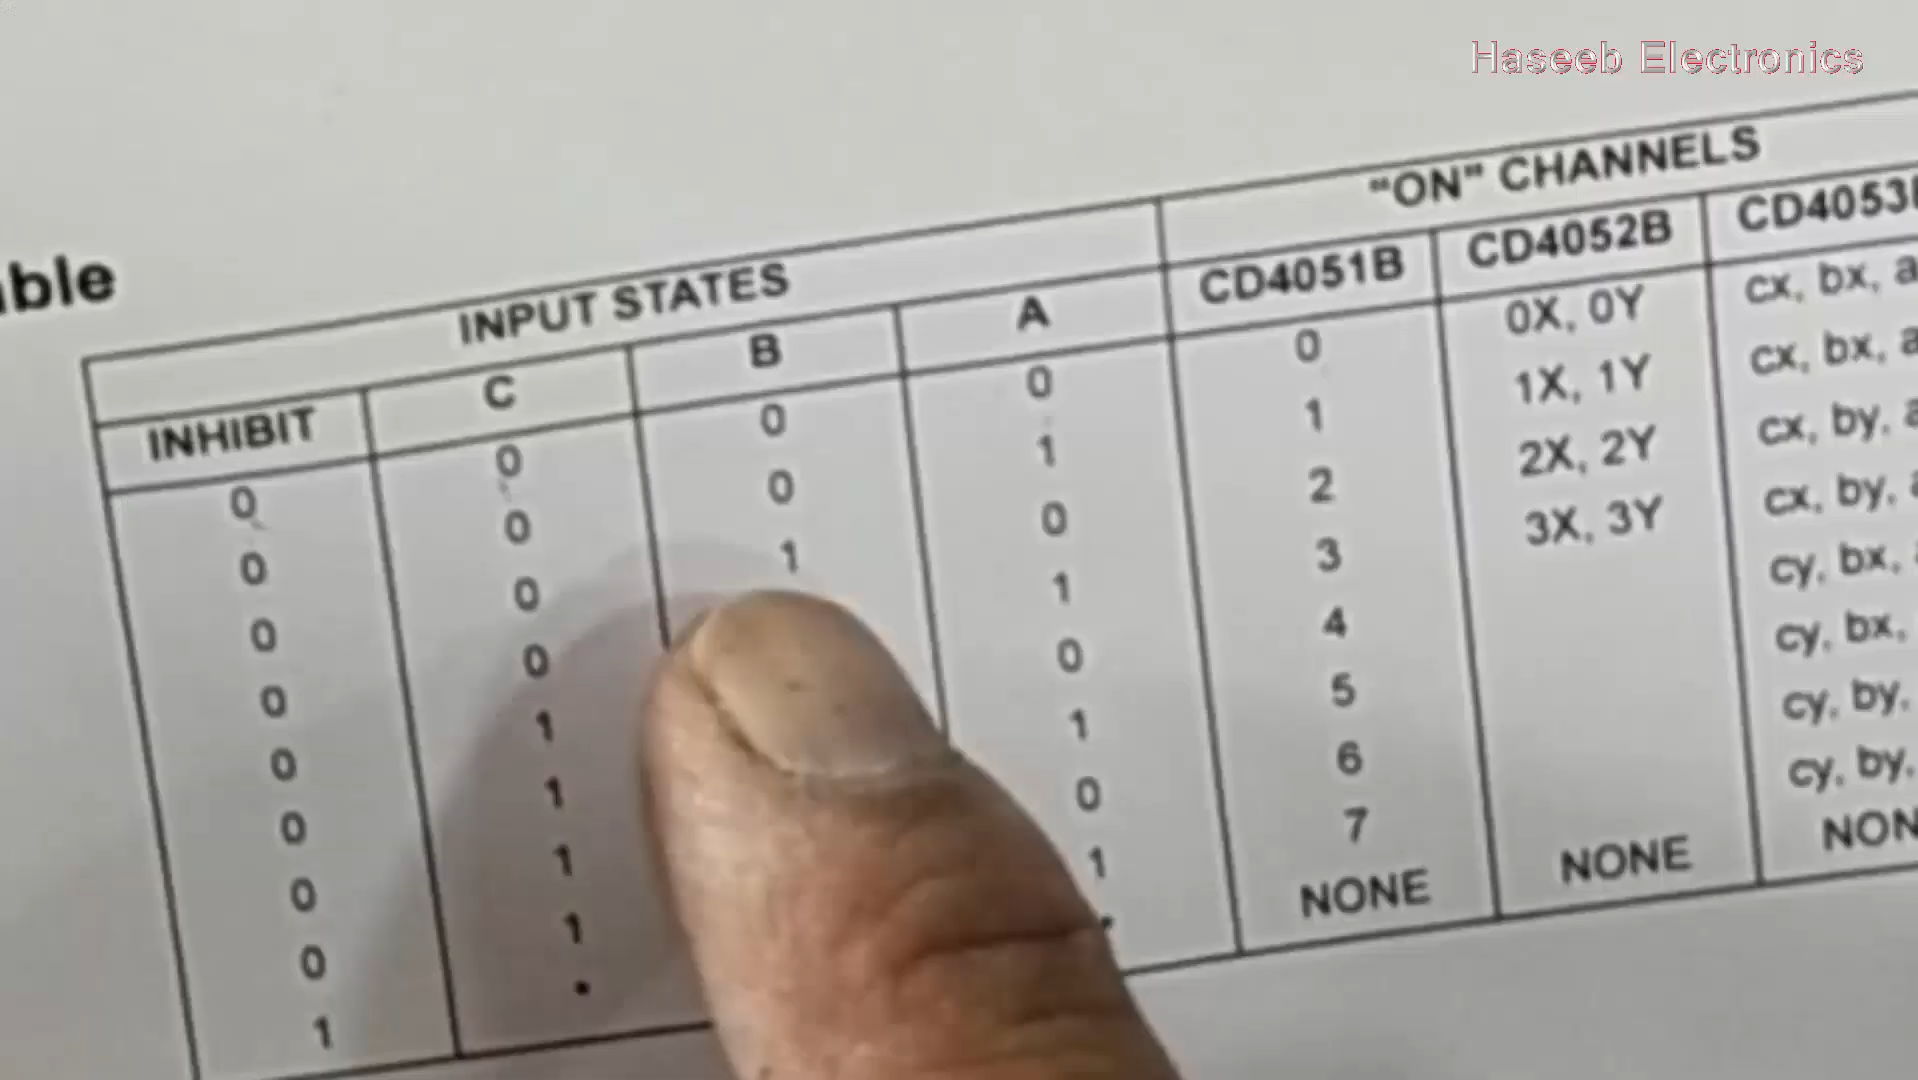 Haseeb Electronics
"ON" CHANNELS
INPUT STATES
INHIBIT C B A CD4051B CD4052B
0 0 0 0 0 0X, 0Y cx, bx,
0 0 0 1 1 1X, 1Y cx, bx,
0 0 1 0 2 2X, 2Y cx, by,
0 0 1 3 3X, 3Y cx, by,
0 1 0 4 cy, bx,
0 1 1 5 cy, bx,
0 1 0 6 cy, by,
0 1 1 7 cy, by,
1 • • NONE NONE